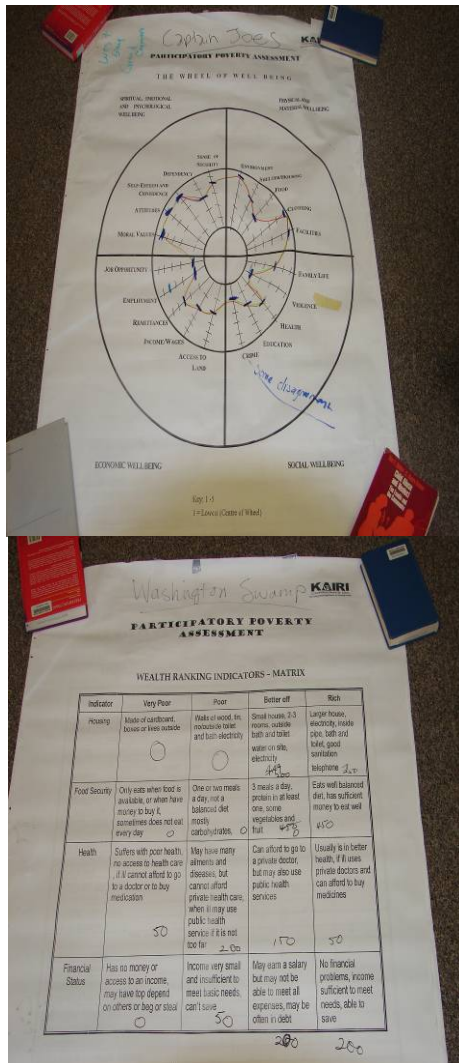 Captain Joes
KAIRI
PARTICIPATORY POVERTY ASSESSMENT
THE WHEEL OF WELL BEING
SPIRITUAL, EMOTIONAL
AND PSYCHOLOGICAL
WELL BEING
PHYSICAL AND
MATERIAL WELL BEING
SENSE OF
SECURITY
DEPENDENCY
SELF-ESTEEM AND
CONFIDENCE
ATTITUDES
MORAL VALUES
ENVIRONMENT
SHELTER/HOUSING
FOOD
CLOTHING
FACILITIES
JOB OPPORTUNITY
EMPLOYMENT
REMITTANCES
INCOME/WAGES
ACCESS TO
LAND
FAMILY LIFE
VIOLENCE
HEALTH
EDUCATION
CRIME
some disagreement
ECONOMIC WELL BEING
SOCIAL WELL BEING
Key: 1 -5
1 = Lowest (Centre of Wheel)
Washington Swamp
KAIRI
PARTICIPATORY POVERTY
ASSESSMENT
WEALTH RANKING INDICATORS – MATRIX
Indicator Very Poor Poor Better off Rich
Housing
Made of cardboard,
boxes or lives outside
0
Walls of wood, tin,
no/outside toilet
and bath electricity
0
Small house, 2-3
rooms, outside
bath and toilet
water on site,
electricity
Larger house,
electricity, inside
pipe, bath and
toilet, good
sanitation
telephone
Food Security
Only eats when food is
available, or when have
money to buy it,
sometimes does not eat
every day 0
One or two meals
a day, not a
balanced diet
mostly
carbohydrates, 0
3 meals a day,
protein in at least
one, some
vegetables and
fruit
Eats well balanced
diet, has sufficient
money to eat well
450
Health
Suffers with poor health,
no access to health care
, if ill cannot afford to go
to a doctor or to buy
medication
50
May have many
ailments and
diseases, but
cannot afford
private health care,
when ill may use
public health
service if it is not
too far 200
Can afford to go to
a private doctor,
but may also use
public health
services
150
Usually is in better
health, if ill uses
private doctors and
can afford to buy
medicines
50
Financial
Status
Has no money or
access to an income,
may have top depend
on others or beg or steal
0
Income very small
and insufficient to
meet basic needs,
can't save
50
May earn a salary
but may not be
able to meet all
expenses, may be
often in debt
200
No financial
problems, income
sufficient to meet
needs, able to
save
200